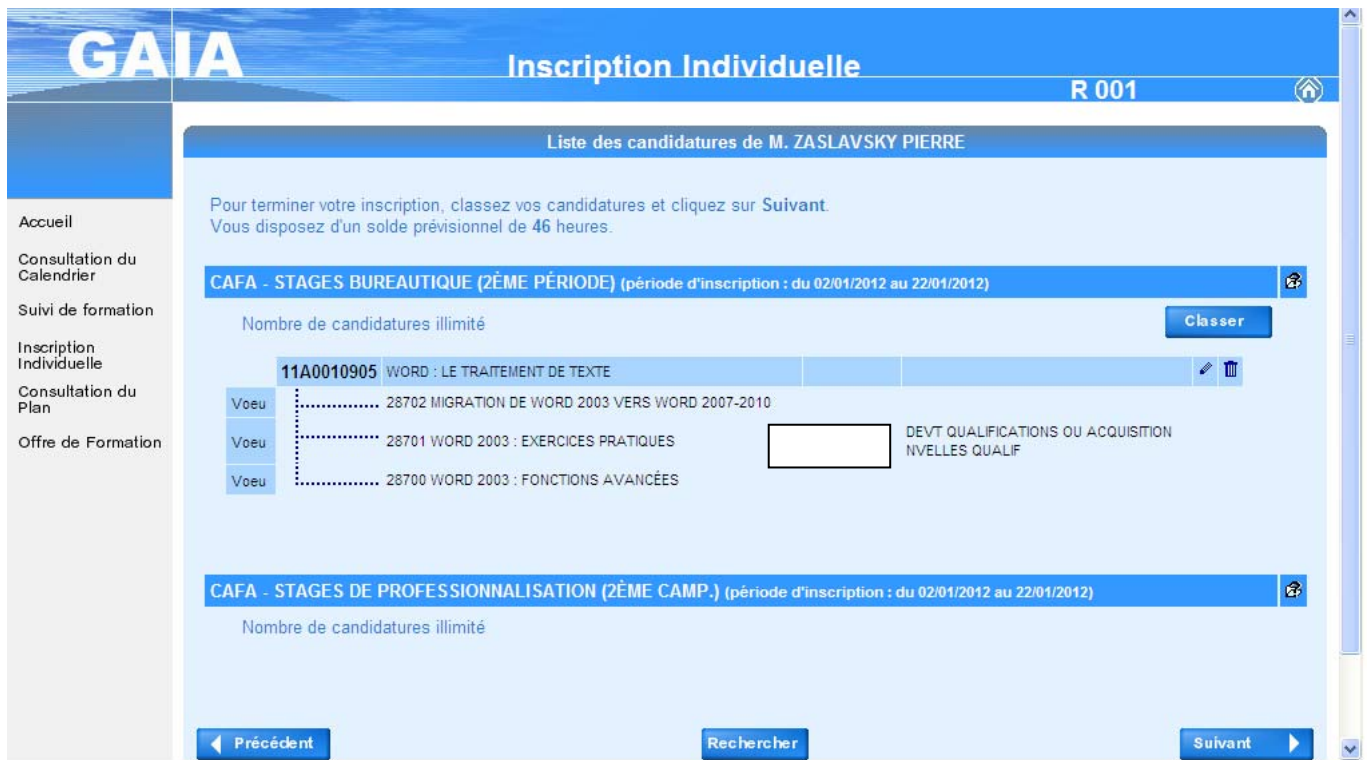 GAIA
Inscription Individuelle
R 001
Liste des candidatures de M. ZASLAVSKY PIERRE
Accueil
Consultation du
Calendrier
Suivi de formation
Inscription
Individuelle
Consultation du
Plan
Offre de Formation
Pour terminer votre inscription, classez vos candidatures et cliquez sur Suivant.
Vous disposez d'un solde prévisionnel de 46 heures.
CAFA - STAGES BUREAUTIQUE (2ÈME PÉRIODE) (période d'inscription : du 02/01/2012 au 22/01/2012)
Nombre de candidatures illimité
Classer
11A0010905 WORD : LE TRAITEMENT DE TEXTE
Voeu 28702 MIGRATION DE WORD 2003 VERS WORD 2007-2010
Voeu 28701 WORD 2003 : EXERCICES PRATIQUES
DEVT QUALIFICATIONS OU ACQUISITION
NVELLES QUALIF
Voeu 28700 WORD 2003 : FONCTIONS AVANCÉES
CAFA - STAGES DE PROFESSIONNALISATION (2ÈME CAMP.) (période d'inscription : du 02/01/2012 au 22/01/2012)
Nombre de candidatures illimité
Précédent
Rechercher
Suivant